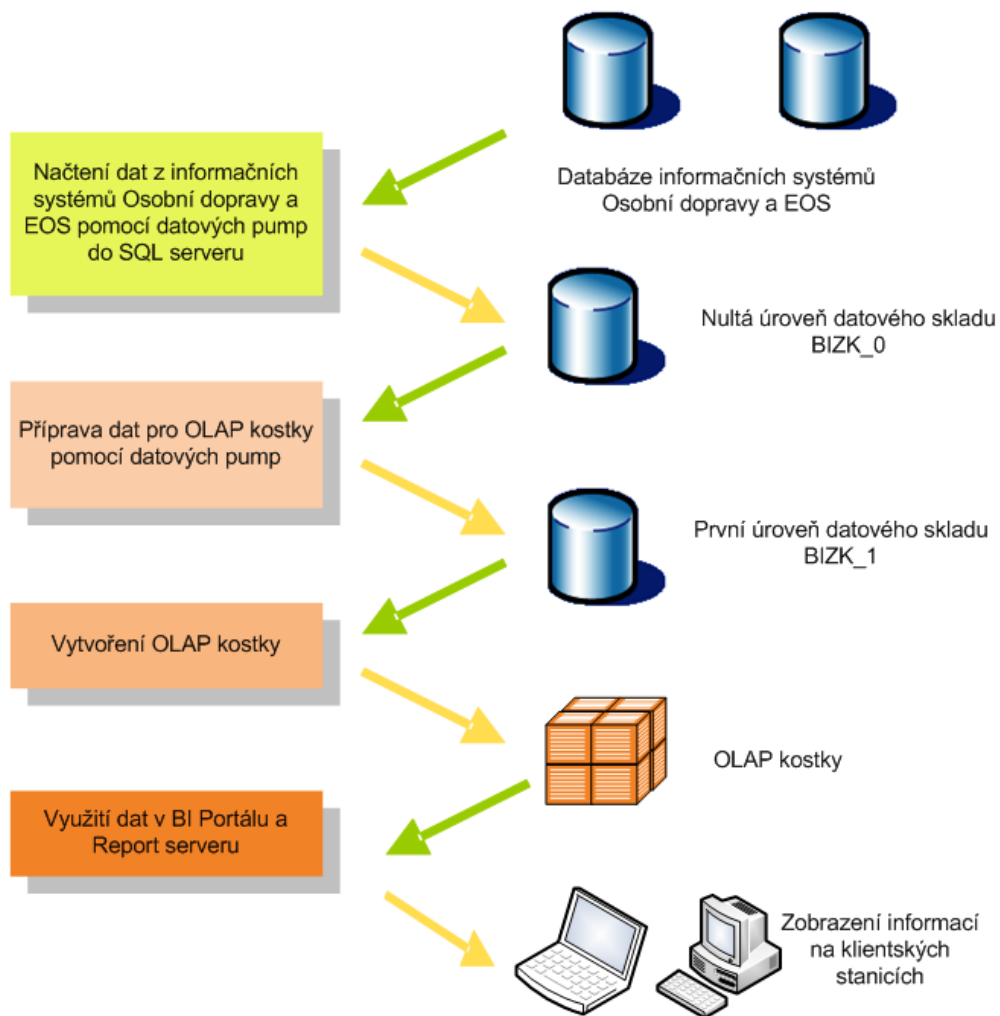 Načtení dat z informačních
systémů Osobní dopravy a
EOS pomocí datových pump
do SQL serveru
Databáze informačních systémů
Osobní dopravy a EOS
Nultá úroveň datového skladu
BIZK_0
Příprava dat pro OLAP kostky
pomocí datových pump
První úroveň datového skladu
BIZK_1
Vytvoření OLAP kostky
OLAP kostky
Využití dat v BI Portálu a
Report serveru
Zobrazení informací
na klientských
stanicích